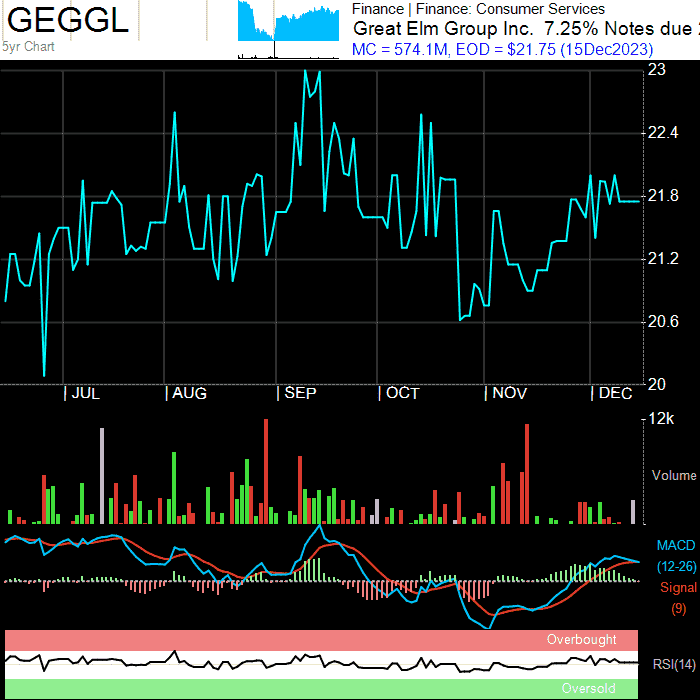 GEGGL
5yr Chart
Finance | Finance: Consumer Services
Great Elm Group Inc. 7.25% Notes due 2
MC = 574.1M, EOD = $21.75 (15Dec2023)
23
22.4
21.8
21.2
20.6
20
| JUL | AUG | SEP | OCT | NOV | DEC
12k
Volume
MACD
(12-26)
Signal
(9)
Overbought
RSI(14)
Oversold